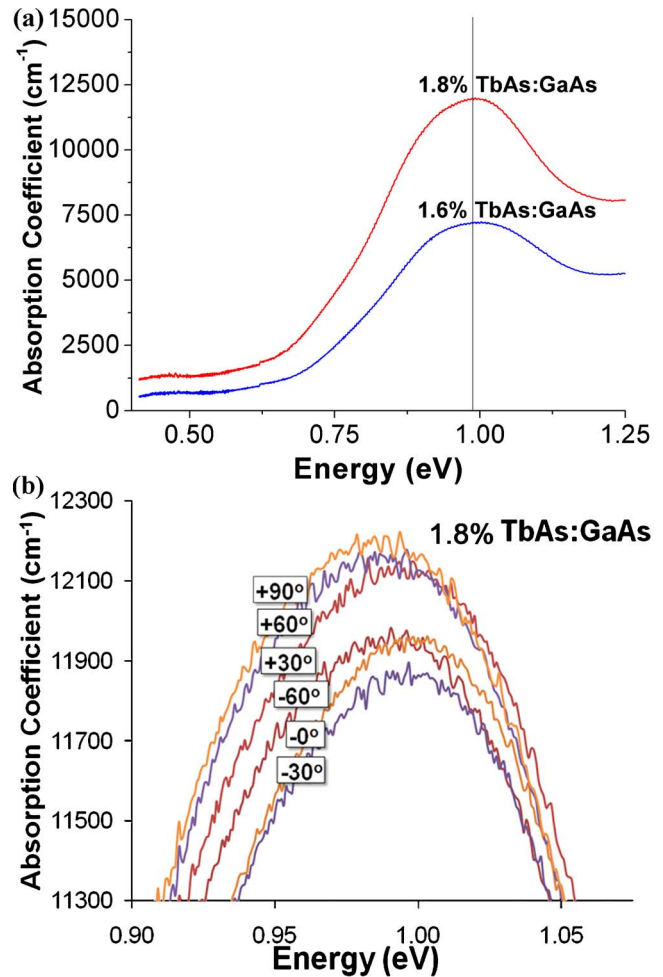 (a)
Absorption Coefficient (cm⁻¹)
15000
12500
10000
7500
5000
2500
0
1.8% TbAs:GaAs
1.6% TbAs:GaAs
0.50 0.75 1.00 1.25
Energy (eV)
(b)
Absorption Coefficient (cm⁻¹)
12300
12100
11900
11700
11500
11300
1.8% TbAs:GaAs
+90°
+60°
+30°
-60°
-0°
-30°
0.90 0.95 1.00 1.05
Energy (eV)